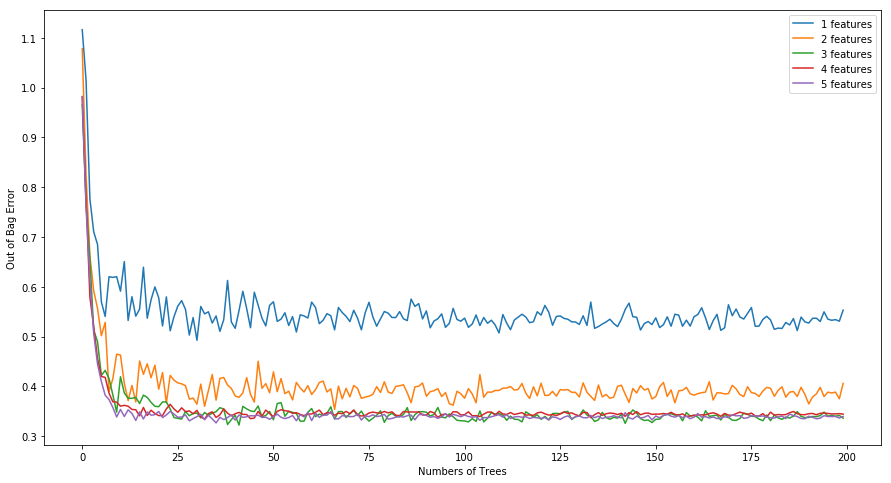 1 features
2 features
3 features
4 features
5 features
Out of Bag Error
1.1
1.0
0.9
0.8
0.7
0.6
0.5
0.4
0.3
0
25
50
75
100
125
150
175
200
Numbers of Trees